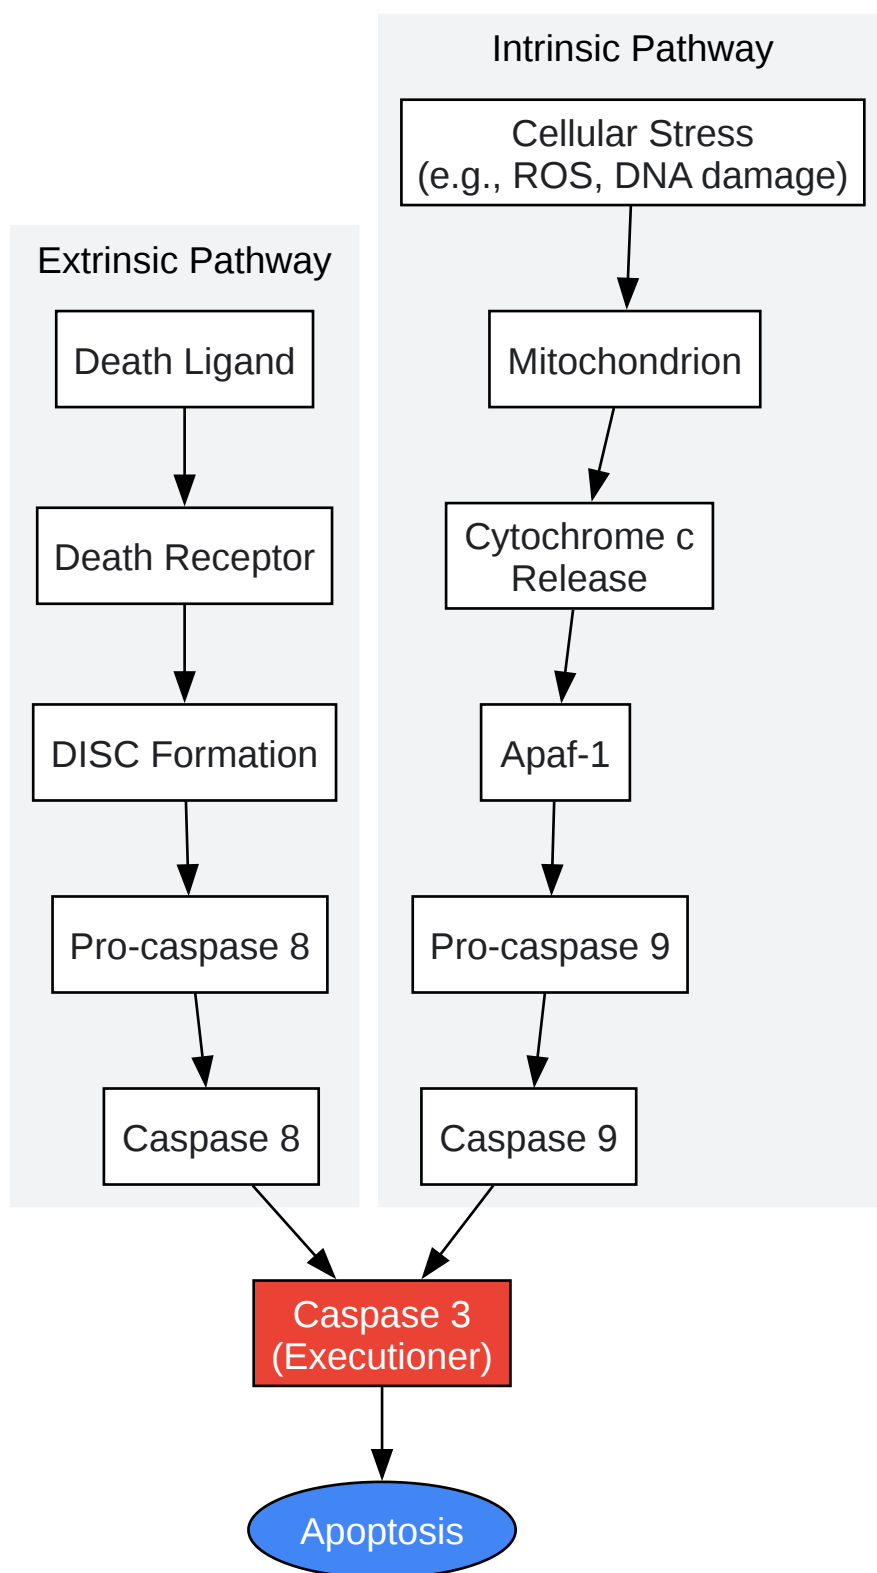 Intrinsic Pathway
Cellular Stress
(e.g., ROS, DNA damage)
Mitochondrion
Cytochrome c
Release
Apaf-1
Pro-caspase 9
Caspase 9
Extrinsic Pathway
Death Ligand
Death Receptor
DISC Formation
Pro-caspase 8
Caspase 8
Caspase 3
(Executioner)
Apoptosis